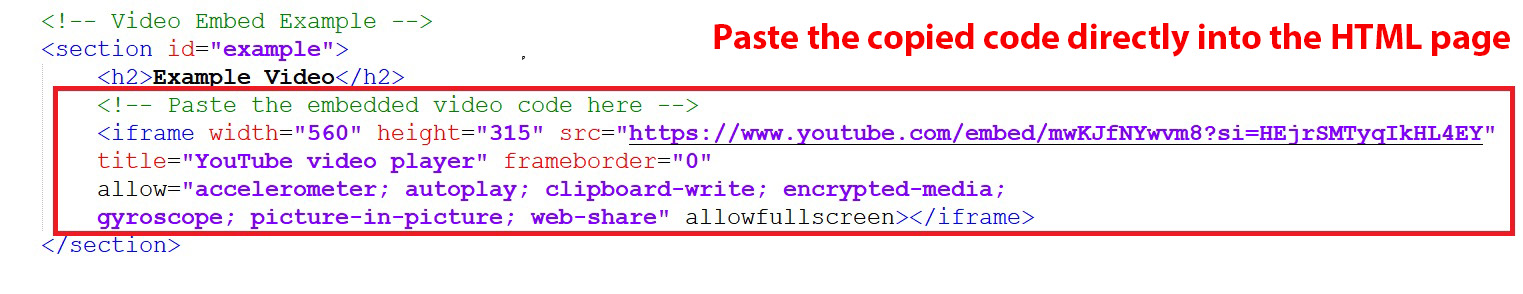 <!-- Video Embed Example -->
Paste the copied code directly into the HTML page
<section id="example">
<h2>Example Video</h2>
<!-- Paste the embedded video code here -->
<iframe width="560" height="315" src="https://www.youtube.com/embed/mwKJfNYwvm8?si=HEjrSMTyqIkHL4EY"
title="YouTube video player" frameborder="0"
allow="accelerometer; autoplay; clipboard-write; encrypted-media;
gyroscope; picture-in-picture; web-share" allowfullscreen></iframe>
</section>